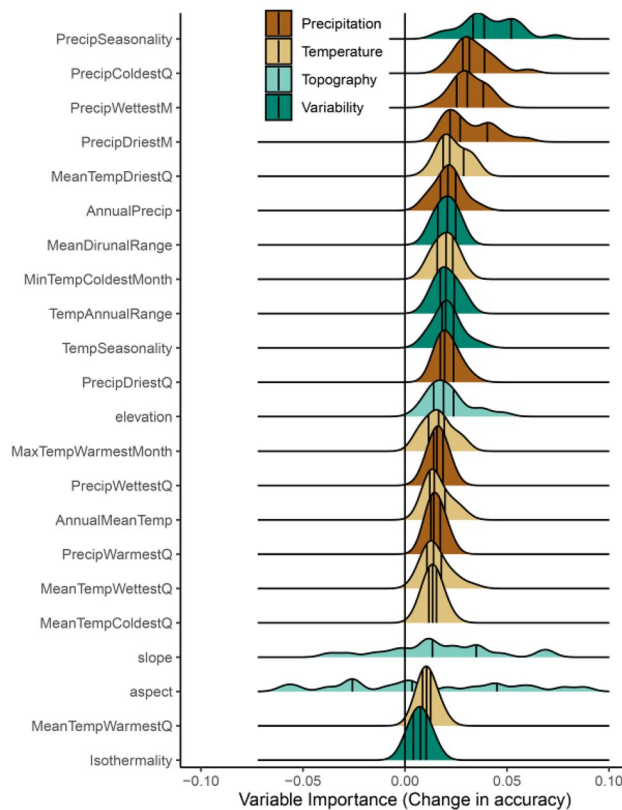 Precipitation
Temperature
Topography
Variability
PrecipSeasonality
PrecipColdestQ
PrecipWettestM
PrecipDriestM
MeanTempDriestQ
AnnualPrecip
MeanDirunalRange
MinTempColdestMonth
TempAnnualRange
TempSeasonality
PrecipDriestQ
elevation
MaxTempWarmestMonth
PrecipWettestQ
AnnualMeanTemp
PrecipWarmestQ
MeanTempWettestQ
MeanTempColdestQ
slope
aspect
MeanTempWarmestQ
Isothermality
−0.10 −0.05 0.00 0.05 0.10
Variable Importance (Change in accuracy)